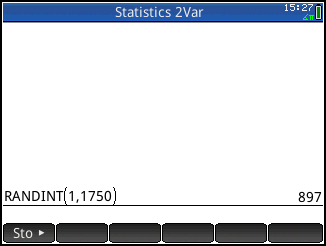 Statistics 2Var
15:27
∡π
RANDINT(1,1750)
897
Sto ▸